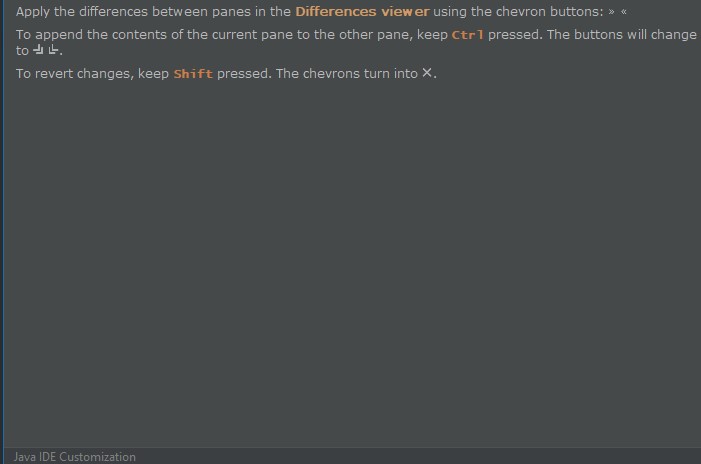 Apply the differences between panes in the Differences viewer using the chevron buttons: » «
To append the contents of the current pane to the other pane, keep Ctrl pressed. The buttons will change
to .
To revert changes, keep Shift pressed. The chevrons turn into ✕.
Java IDE Customization